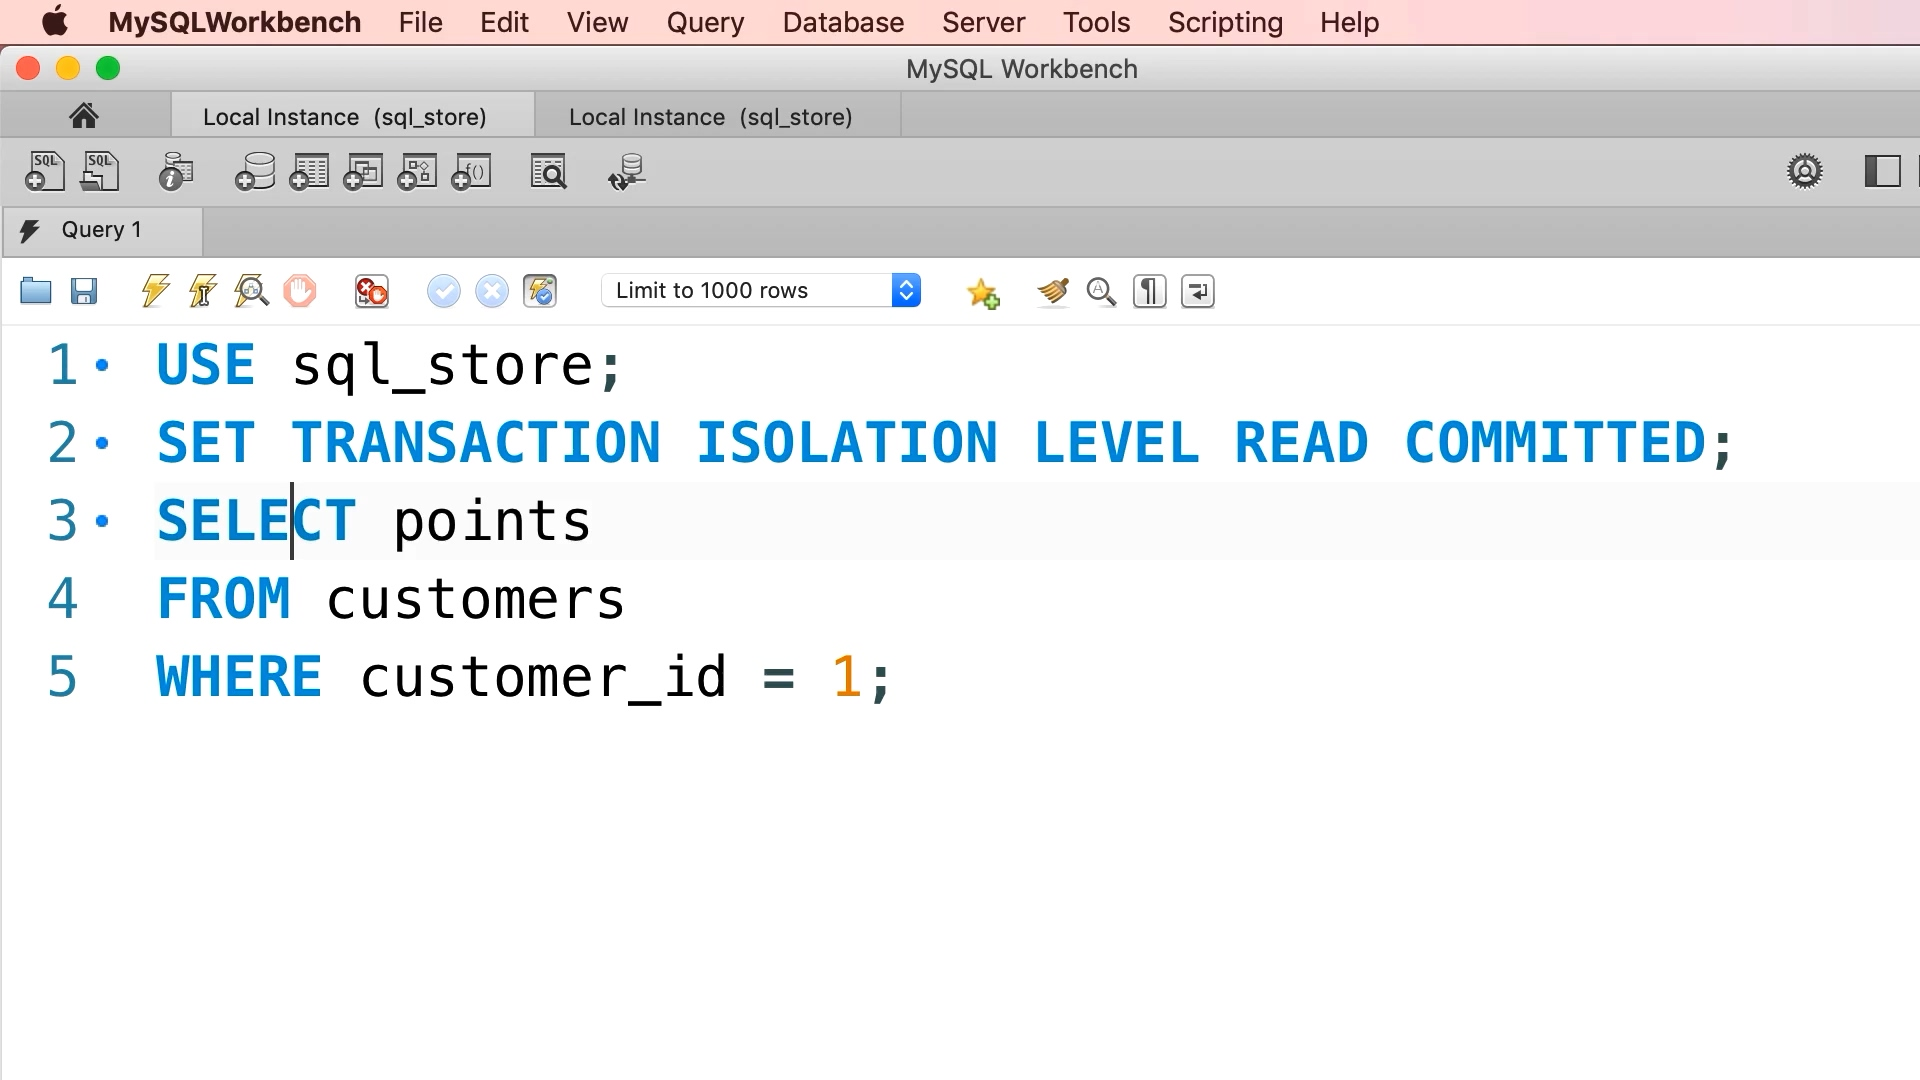 MySQLWorkbench File Edit View Query Database Server Tools Scripting Help
MySQL Workbench
Local Instance (sql_store) Local Instance (sql_store)
SQL SQL
Query 1
Limit to 1000 rows
1 USE sql_store;
2 SET TRANSACTION ISOLATION LEVEL READ COMMITTED;
3 SELECT points
4 FROM customers
5 WHERE customer_id = 1;